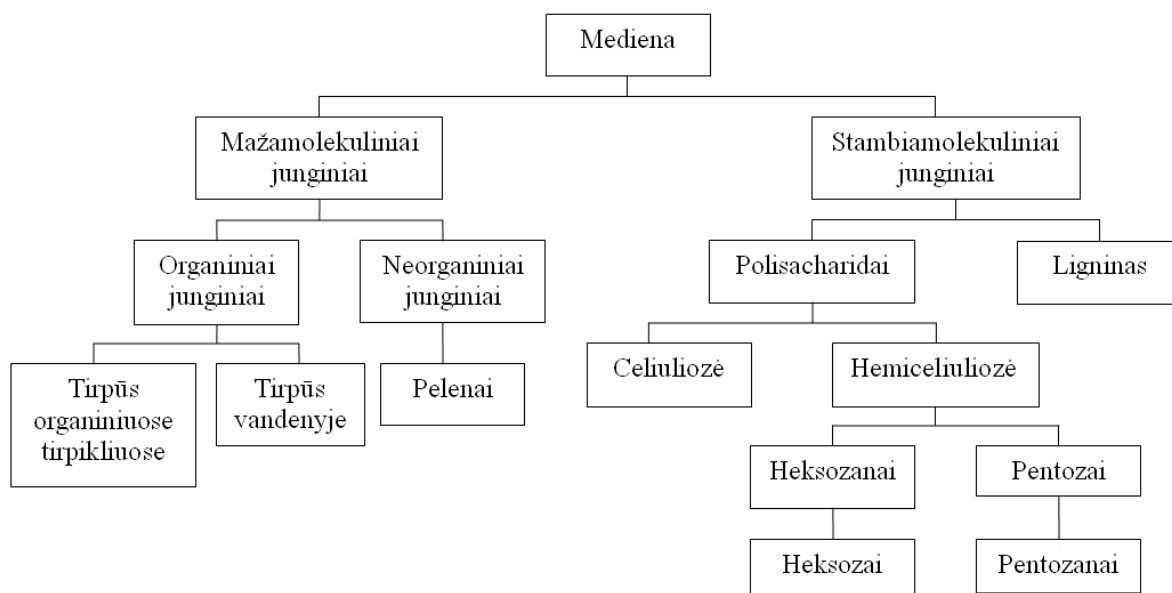 Mediena
Mažamolekuliniai
junginiai
Stambiamolekuliniai
junginiai
Organiniai
junginiai
Neorganiniai
junginiai
Polisacharidai
Ligninas
Tirpūs
organiniuose
tirpikliuose
Tirpūs
vandenyje
Pelenai
Celiuliozė
Hemiceliuliozė
Heksozanai
Pentozai
Heksozai
Pentozanai